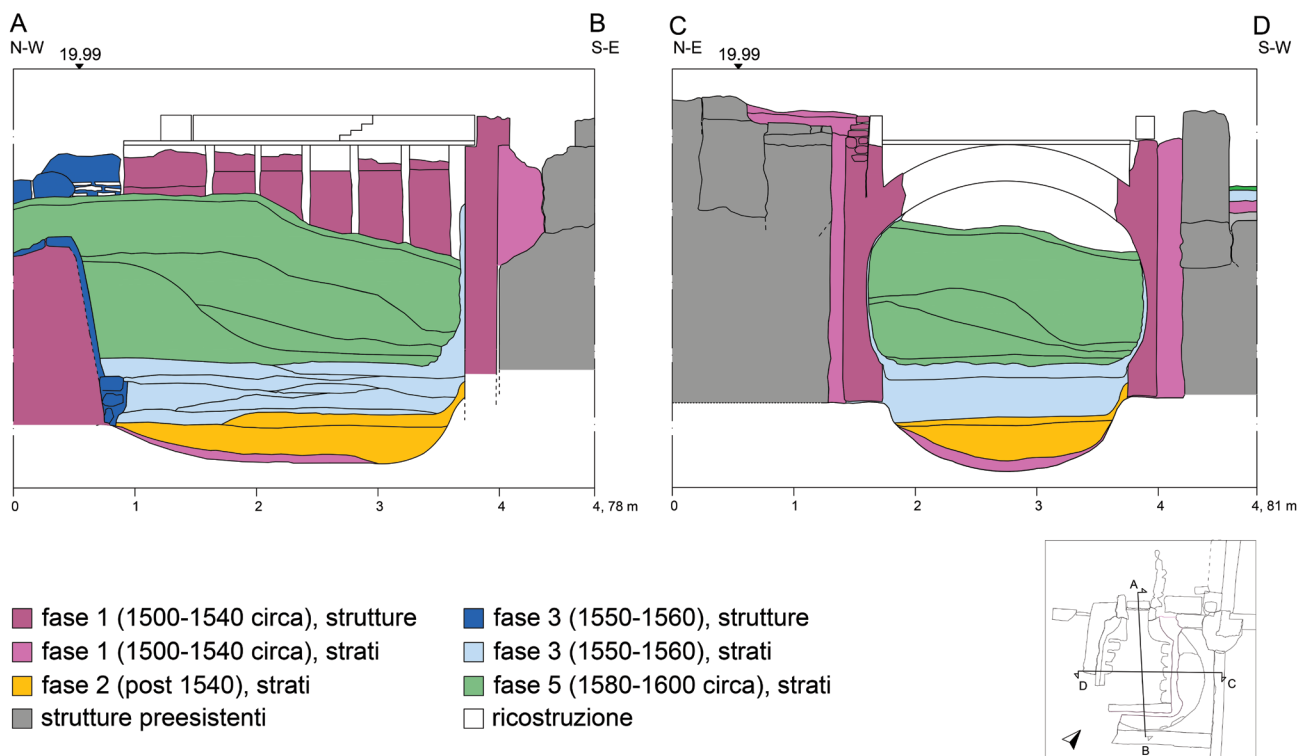 A B C D
N-W S-E N-E S-W
19.99 19.99
0 1 2 3 4, 78 m 0 1 2 3 4 4, 81 m
fase 1 (1500-1540 circa), strutture
fase 1 (1500-1540 circa), strati
fase 2 (post 1540), strati
strutture preesistenti
fase 3 (1550-1560), strutture
fase 3 (1550-1560), strati
fase 5 (1580-1600 circa), strati
ricostruzione
A
D C
B